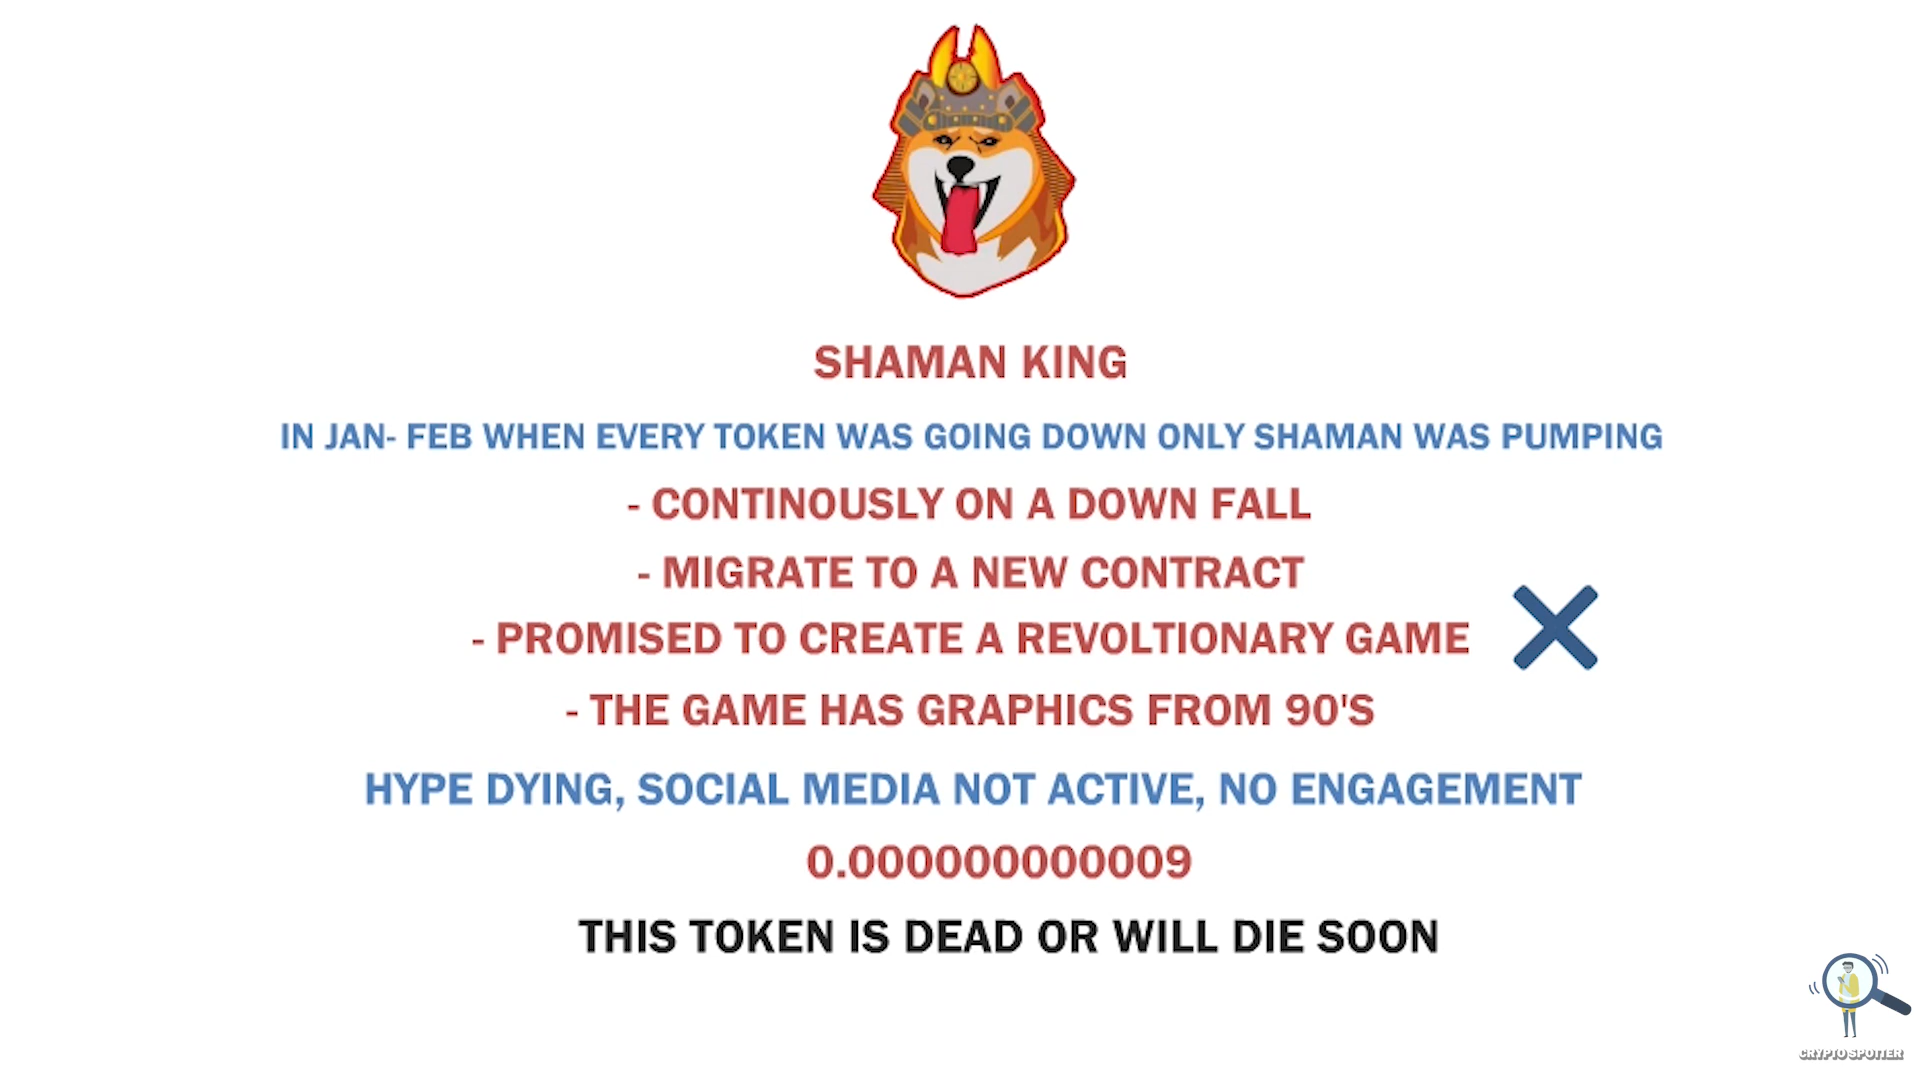 SHAMAN KING
IN JAN- FEB WHEN EVERY TOKEN WAS GOING DOWN ONLY SHAMAN WAS PUMPING
- CONTINOUSLY ON A DOWN FALL
- MIGRATE TO A NEW CONTRACT
- PROMISED TO CREATE A REVOLTIONARY GAME
- THE GAME HAS GRAPHICS FROM 90'S
HYPE DYING, SOCIAL MEDIA NOT ACTIVE, NO ENGAGEMENT
0.000000000009
THIS TOKEN IS DEAD OR WILL DIE SOON
CRYPTO SPOTTER